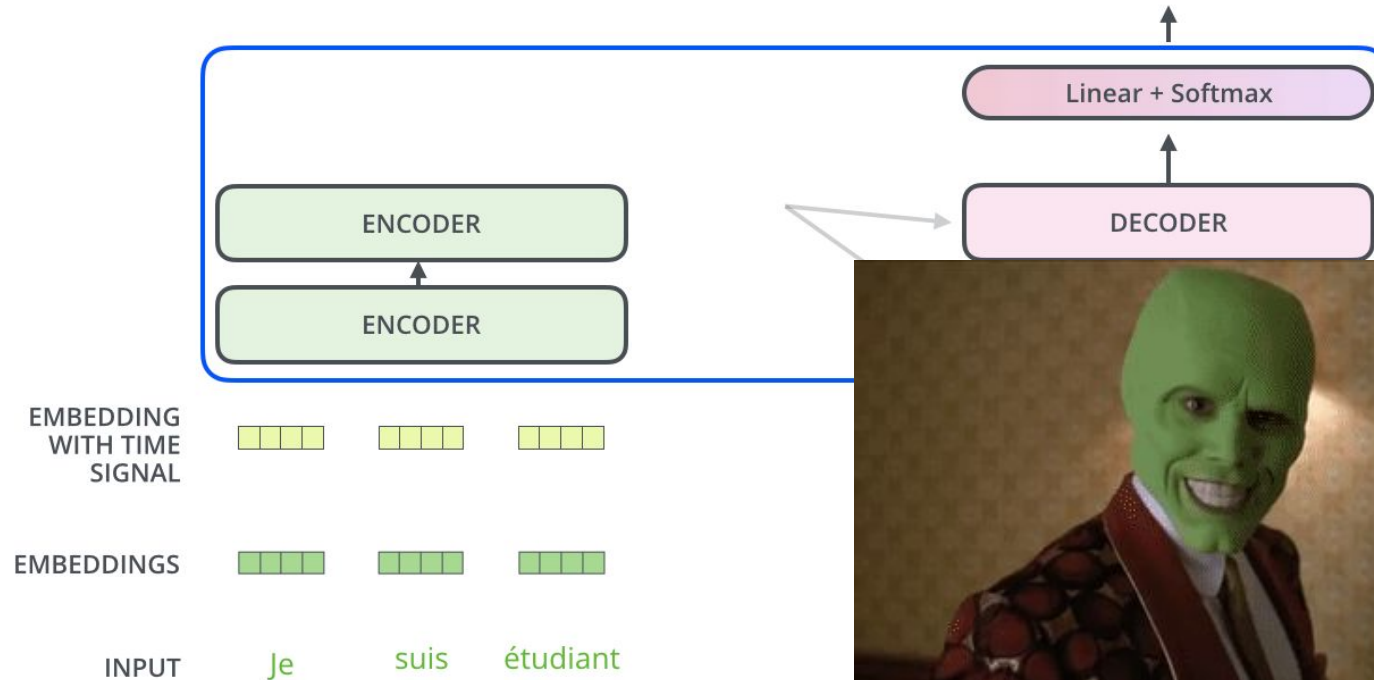 Linear + Softmax
ENCODER
DECODER
ENCODER
EMBEDDING
WITH TIME
SIGNAL
EMBEDDINGS
INPUT
Je suis étudiant